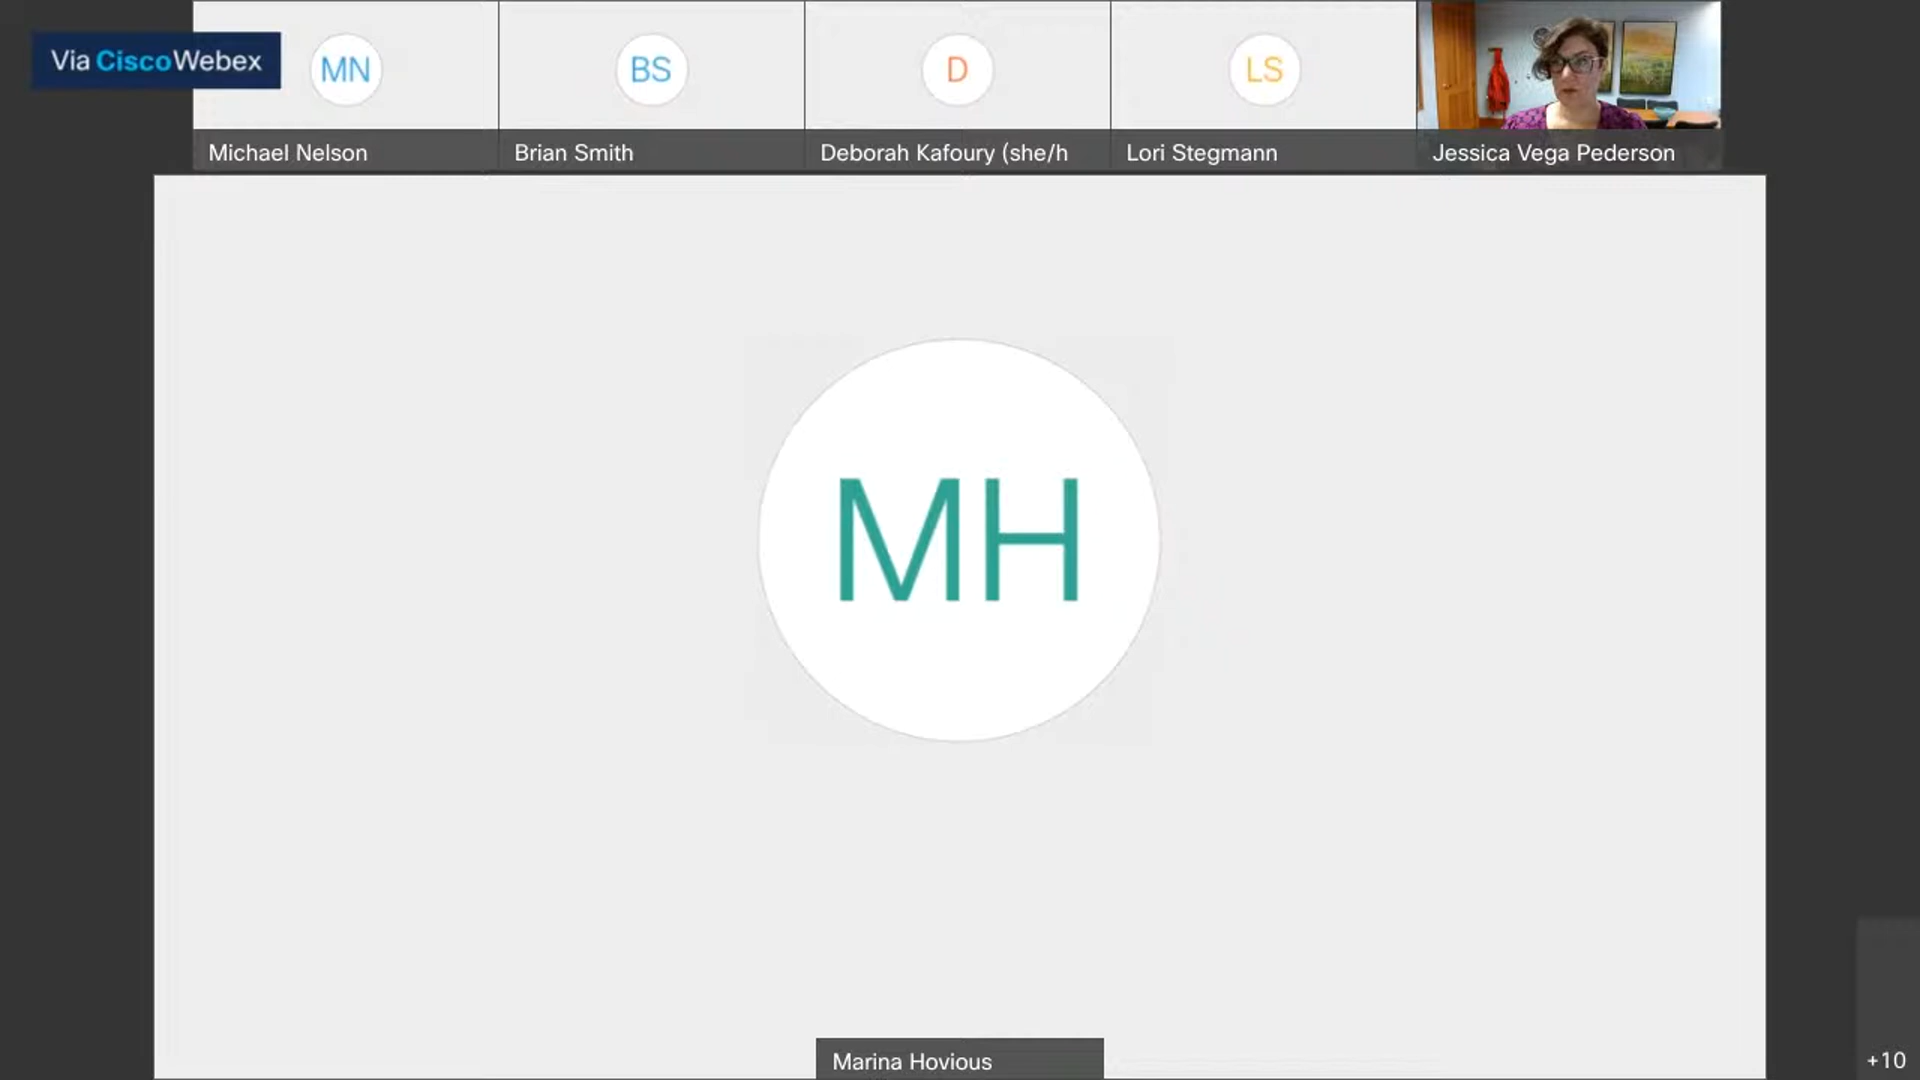 Via CiscoWebex
MN
BS
D
LS
Michael Nelson
Brian Smith
Deborah Kafoury (she/h
Lori Stegmann
Jessica Vega Pederson
MH
Marina Hovious
+10